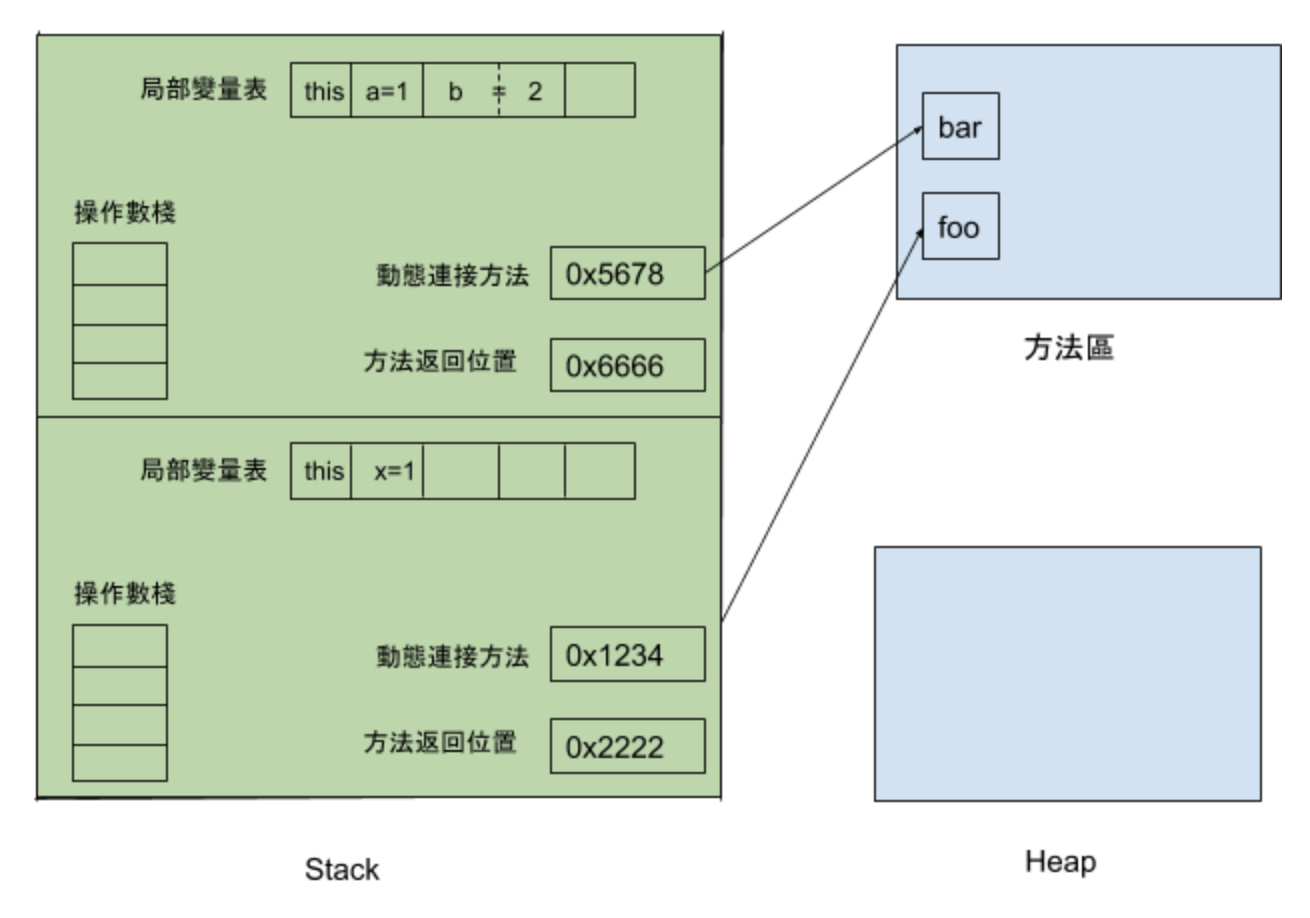 局部變量表 this a=1 b = 2
操作數棧
動態連接方法 0x5678
方法返回位置 0x6666
局部變量表 this x=1
操作數棧
動態連接方法 0x1234
方法返回位置 0x2222
Stack
bar
foo
方法區
Heap